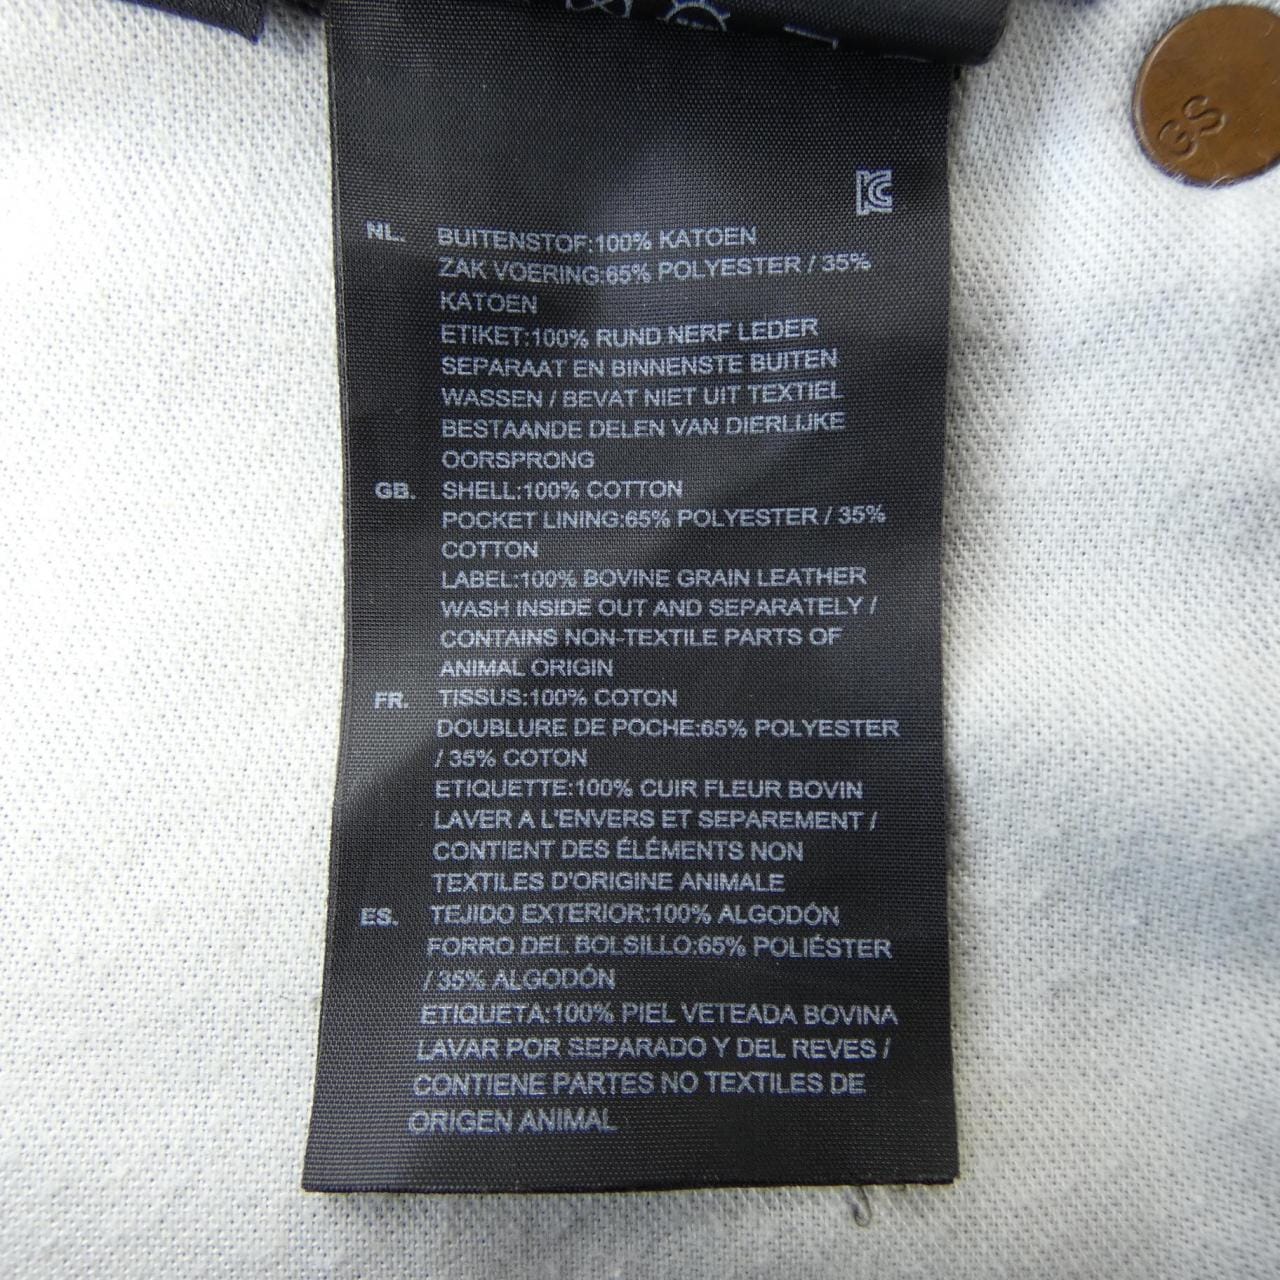 GS
KC
NL. BUITENSTOF:100% KATOEN
ZAK VOERING:65% POLYESTER / 35%
KATOEN
ETIKET:100% RUND NERF LEDER
SEPARAAT EN BINNENSTE BUITEN
WASSEN / BEVAT NIET UIT TEXTIEL
BESTAANDE DELEN VAN DIERLIJKE
OORSPRONG
GB. SHELL:100% COTTON
POCKET LINING:65% POLYESTER / 35%
COTTON
LABEL:100% BOVINE GRAIN LEATHER
WASH INSIDE OUT AND SEPARATELY /
CONTAINS NON-TEXTILE PARTS OF
ANIMAL ORIGIN
FR. TISSUS:100% COTON
DOUBLURE DE POCHE:65% POLYESTER
/ 35% COTON
ETIQUETTE:100% CUIR FLEUR BOVIN
LAVER A L'ENVERS ET SEPAREMENT /
CONTIENT DES ÉLÉMENTS NON
TEXTILES D'ORIGINE ANIMALE
ES. TEJIDO EXTERIOR:100% ALGODÓN
FORRO DEL BOLSILLO:65% POLIÉSTER
/ 35% ALGODÓN
ETIQUETA:100% PIEL VETEADA BOVINA
LAVAR POR SEPARADO Y DEL REVES /
CONTIENE PARTES NO TEXTILES DE
ORIGEN ANIMAL